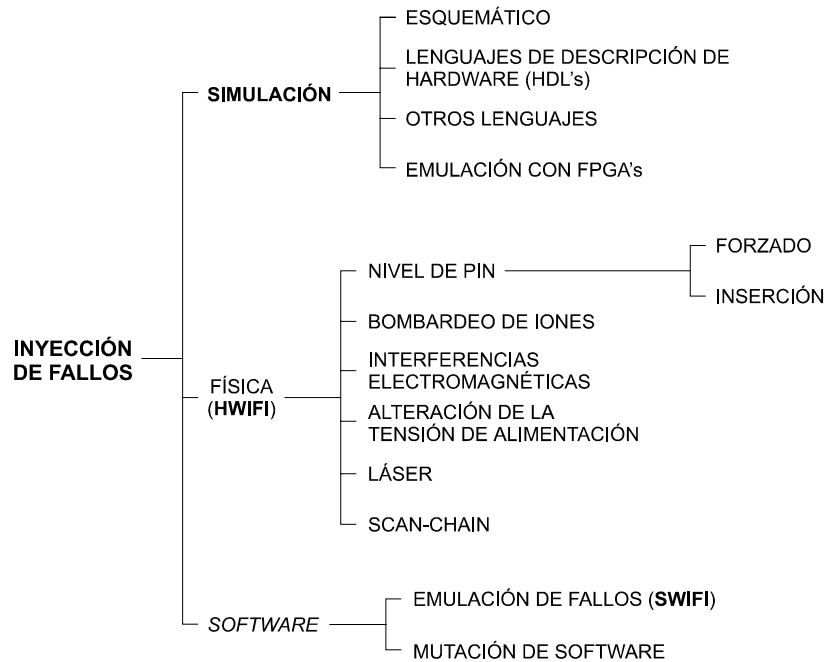 ESQUEMÁTICO
LENGUAJES DE DESCRIPCIÓN DE
HARDWARE (HDL's)
SIMULACIÓN
OTROS LENGUAJES
EMULACIÓN CON FPGA's
FORZADO
NIVEL DE PIN
INSERCIÓN
BOMBARDEO DE IONES
INYECCIÓN
DE FALLOS
INTERFERENCIAS
ELECTROMAGNÉTICAS
FÍSICA
(HWIFI)
ALTERACIÓN DE LA
TENSIÓN DE ALIMENTACIÓN
LÁSER
SCAN-CHAIN
EMULACIÓN DE FALLOS (SWIFI)
SOFTWARE
MUTACIÓN DE SOFTWARE